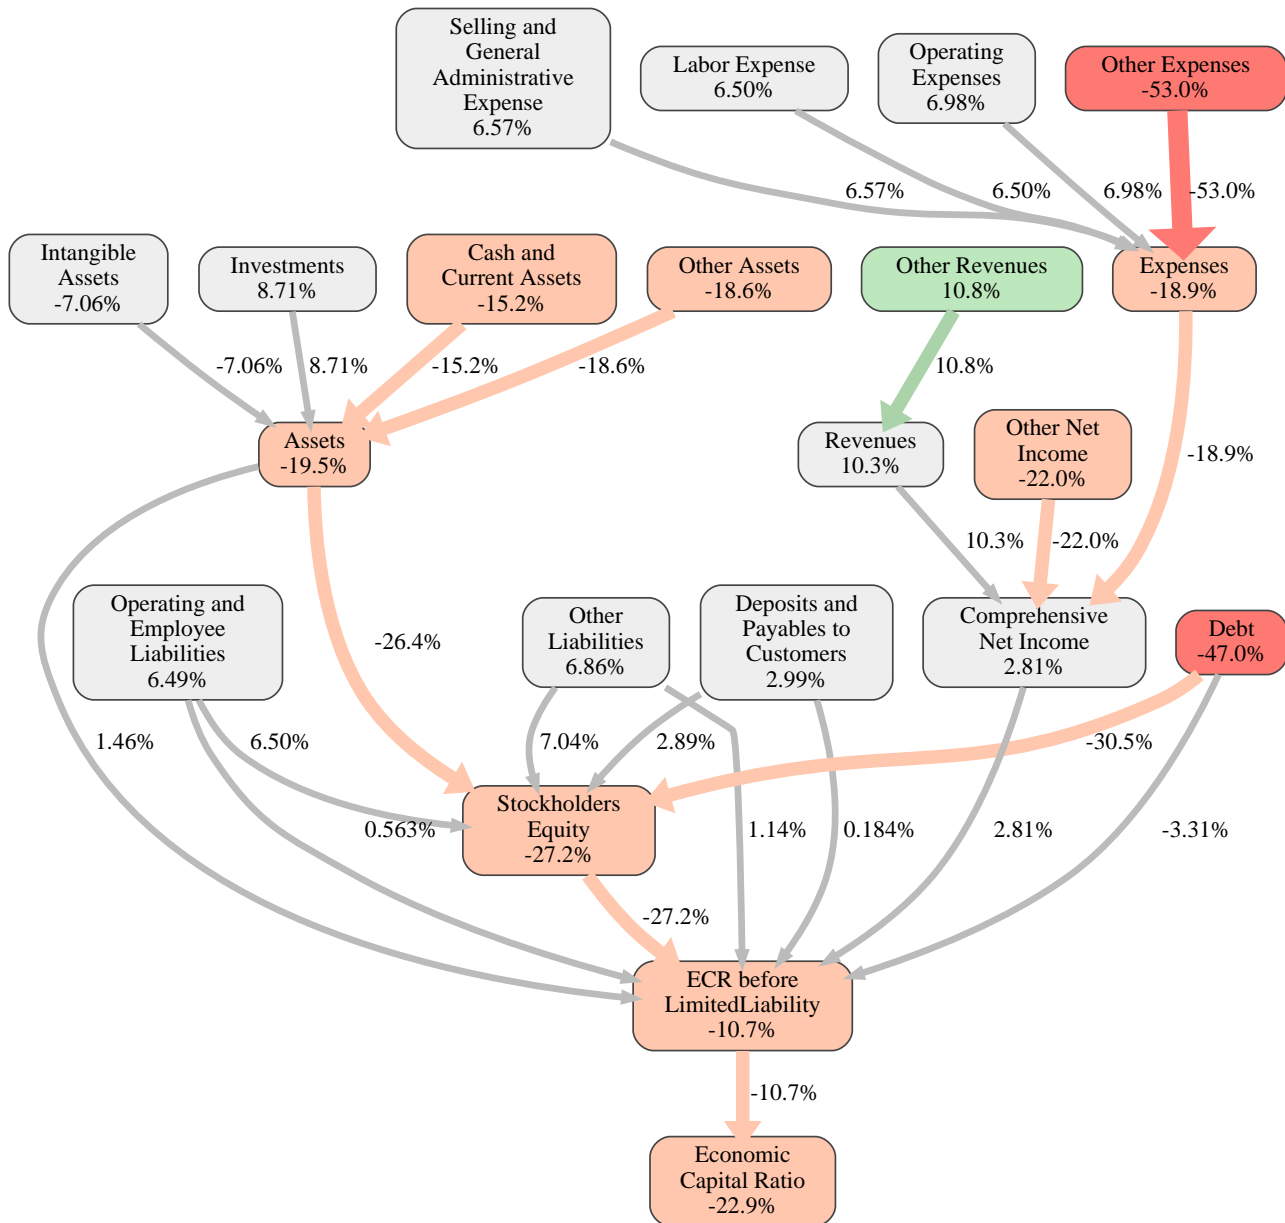 Selling and
General
Administrative
Expense
6.57%
Labor Expense
6.50%
Operating
Expenses
6.98%
Other Expenses
-53.0%
6.57%
6.50%
6.98%
-53.0%
Intangible
Assets
-7.06%
Investments
8.71%
Cash and
Current Assets
-15.2%
Other Assets
-18.6%
Other Revenues
10.8%
Expenses
-18.9%
-7.06%
8.71%
-15.2%
-18.6%
10.8%
-18.9%
Assets
-19.5%
Revenues
10.3%
Other Net
Income
-22.0%
10.3%
-22.0%
Operating and
Employee
Liabilities
6.49%
-26.4%
Other
Liabilities
6.86%
Deposits and
Payables to
Customers
2.99%
Comprehensive
Net Income
2.81%
Debt
-47.0%
1.46%
6.50%
7.04%
2.89%
-30.5%
0.563%
Stockholders
Equity
-27.2%
1.14%
0.184%
2.81%
-3.31%
-27.2%
ECR before
LimitedLiability
-10.7%
-10.7%
Economic
Capital Ratio
-22.9%